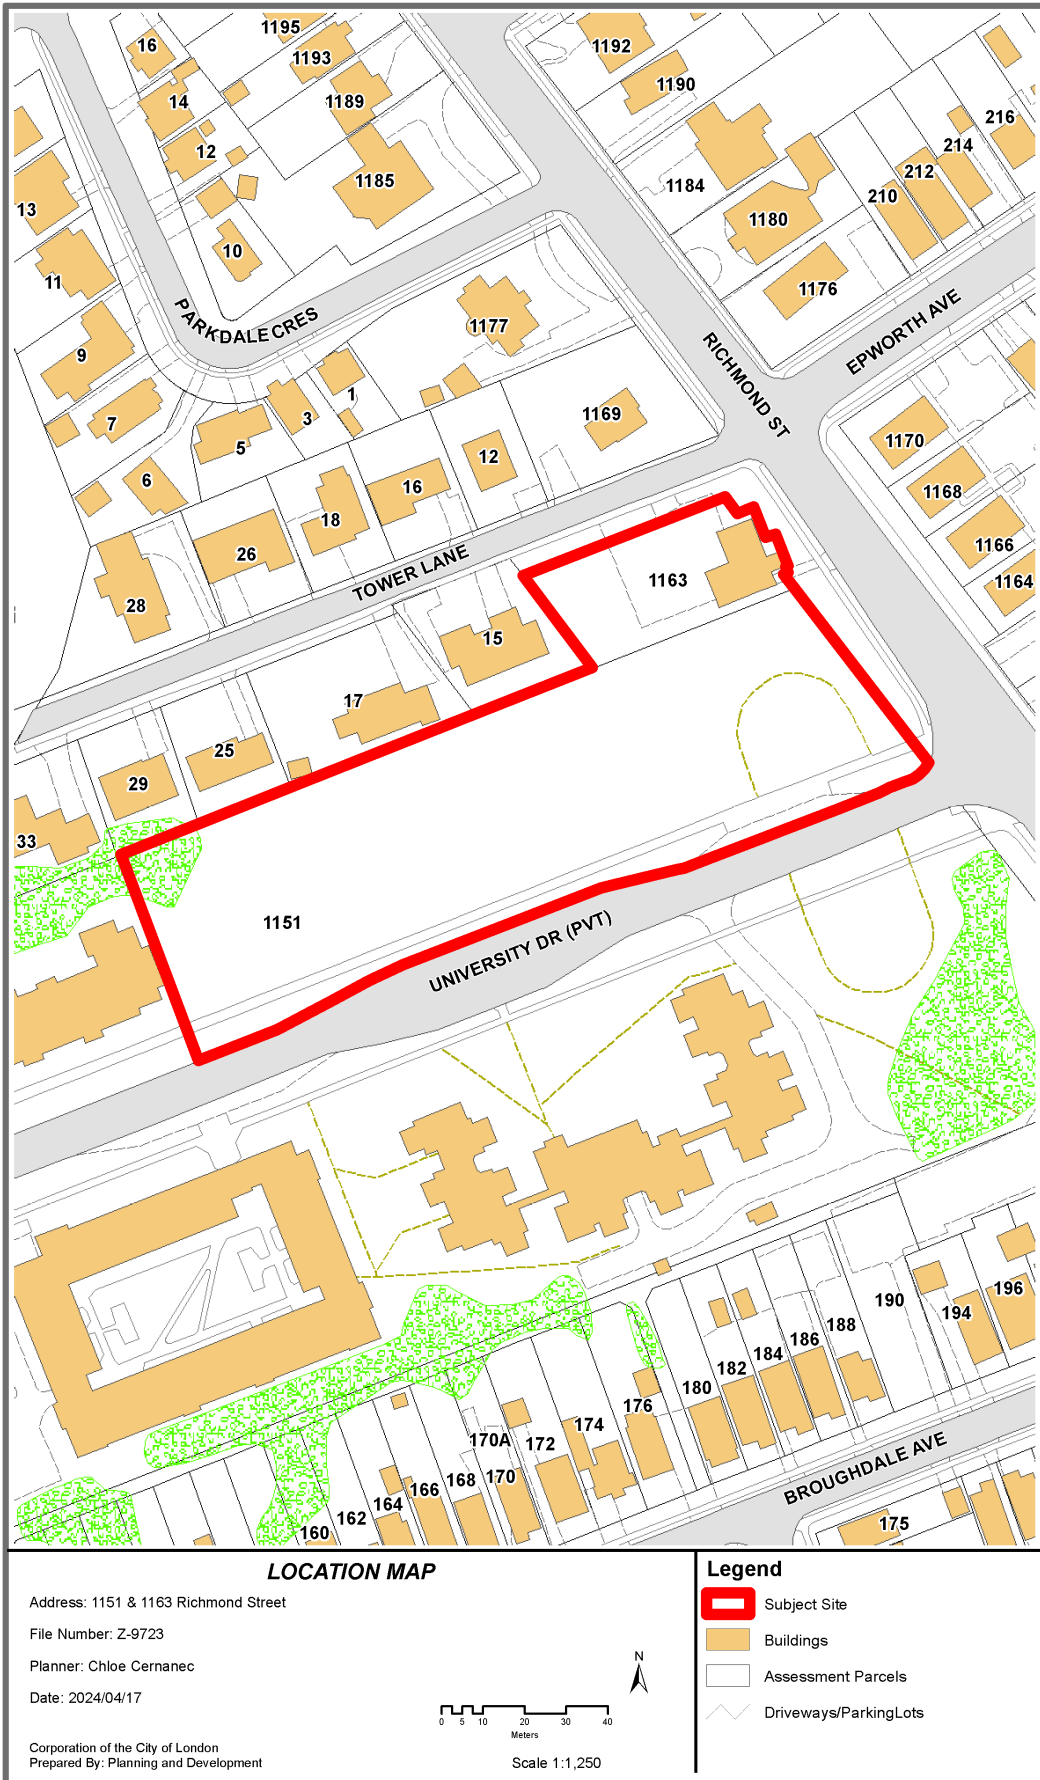 1195
16
1193
1192
1190
14
1189
216
12
214
1185
1184
212
210
13
1180
10
11
1176
PARKDALE CRES
1177
EPWORTH AVE
RICHMOND ST
9
1
7
3
1169
5
1170
12
6
16
1168
18
1166
26
TOWER LANE
1163
1164
28
15
17
25
29
33
1151
UNIVERSITY DR (PVT)
190
196
194
188
186
184
182
180
176
174
170A
172
BROUGHDALE AVE
168
170
166
164
162
160
175
LOCATION MAP
Address: 1151 & 1163 Richmond Street
File Number: Z-9723
Planner: Chloe Cernanec
Date: 2024/04/17
Corporation of the City of London
Prepared By: Planning and Development
N
0 5 10 20 30 40
Meters
Scale 1:1,250
Legend
Subject Site
Buildings
Assessment Parcels
Driveways/ParkingLots